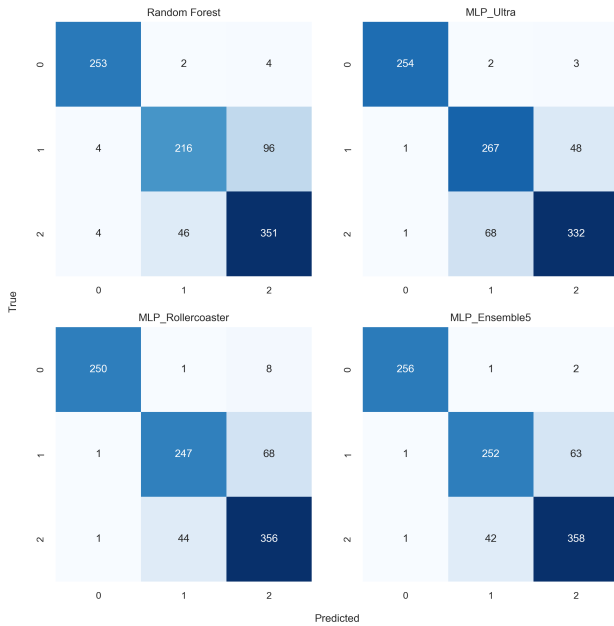 Random Forest
MLP_Ultra
0
253 2 4
0
254 2 3
1
4 216 96
1
1 267 48
2
4 46 351
2
1 68 332
0 1 2
0 1 2
True
MLP_Rollercoaster
MLP_Ensemble5
0
250 1 8
0
256 1 2
1
1 247 68
1
1 252 63
2
1 44 356
2
1 42 358
0 1 2
0 1 2
Predicted